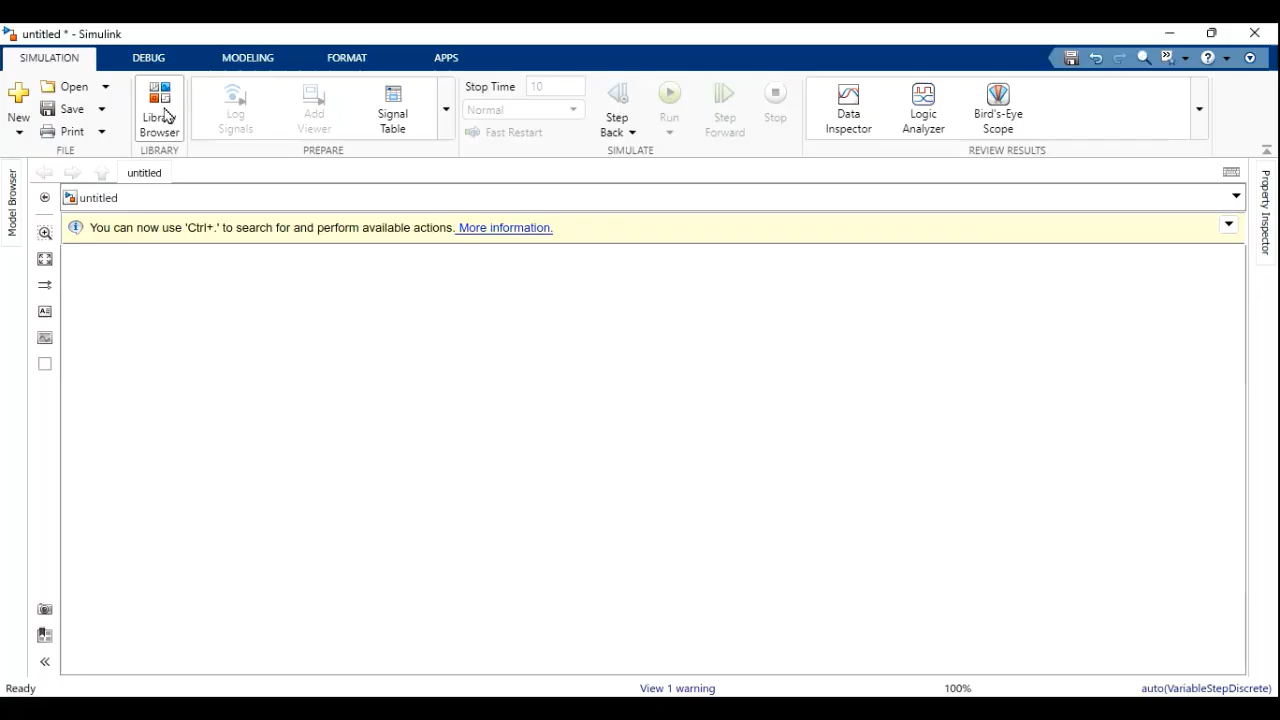 untitled * - Simulink
SIMULATION DEBUG MODELING FORMAT APPS
New
Open
Save
Print
FILE
Library
Browser
LIBRARY
Log
Signals
Add
Viewer
Signal
Table
PREPARE
Stop Time 10
Normal
Fast Restart
Step
Back
Run
Step
Forward
Stop
SIMULATE
Data
Inspector
Logic
Analyzer
Bird's-Eye
Scope
REVIEW RESULTS
Model Browser
untitled
untitled
You can now use 'Ctrl+.' to search for and perform available actions. More information.
Property Inspector
Ready View 1 warning 100% auto(VariableStepDiscrete)